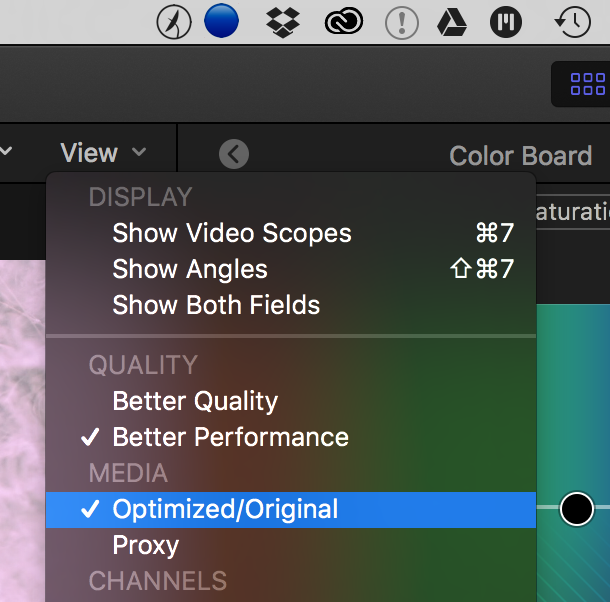 View
Color Board
DISPLAY
Show Video Scopes ⌘7
Show Angles ⇧⌘7
Show Both Fields
aturati
QUALITY
Better Quality
✓ Better Performance
MEDIA
✓ Optimized/Original
Proxy
CHANNELS